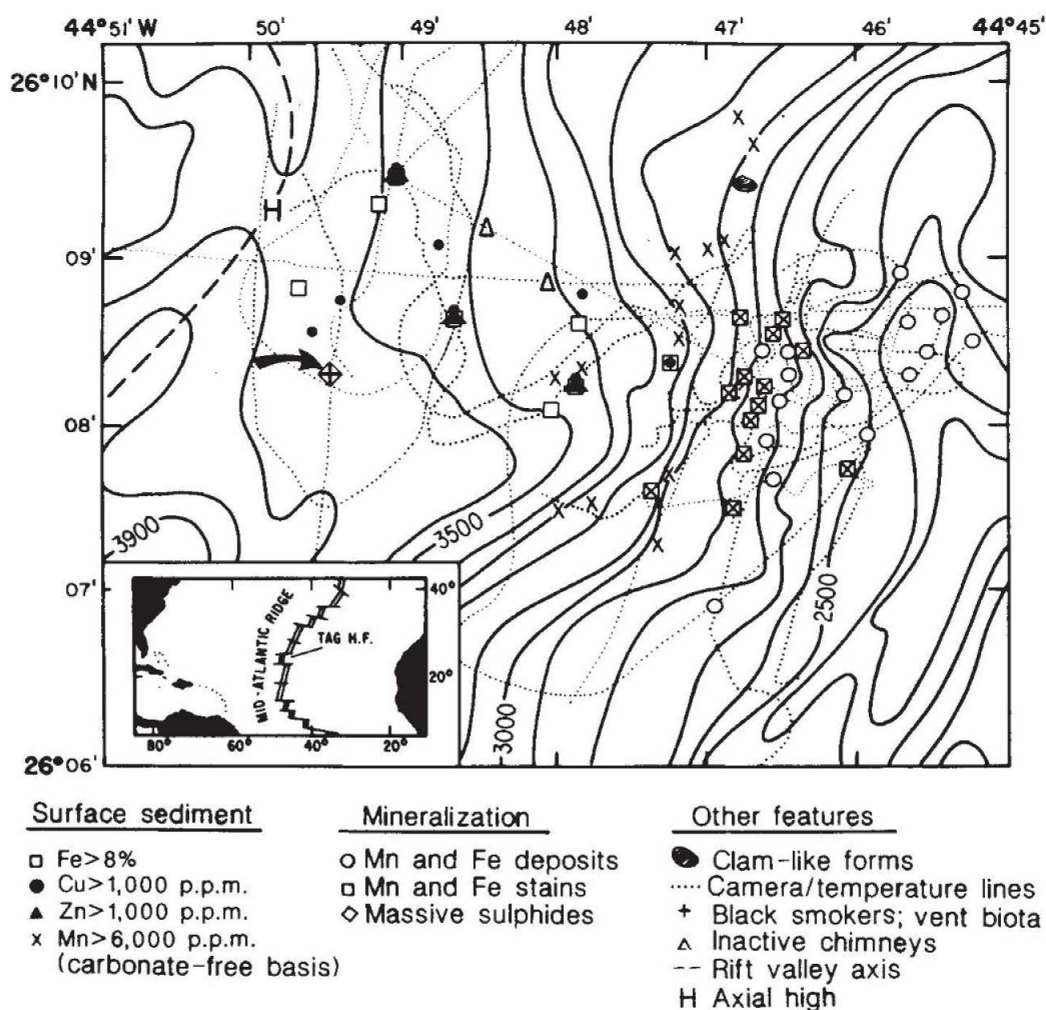 44°51' W 50' 49' 48' 47' 46' 44°45'
26°10' N
H
09'
08'
3900
3500
07'
2500
3000
26°06'
MID-ATLANTIC RIDGE
TAG H.F.
40°
20°
80° 60° 40° 20°
Surface sediment
Fe>8%
Cu>1,000 p.p.m.
Zn>1,000 p.p.m.
x Mn>6,000 p.p.m.
(carbonate-free basis)
Mineralization
Mn and Fe deposits
Mn and Fe stains
Massive sulphides
Other features
Clam-like forms
Camera/temperature lines
+ Black smokers; vent biota
Inactive chimneys
-- Rift valley axis
H Axial high